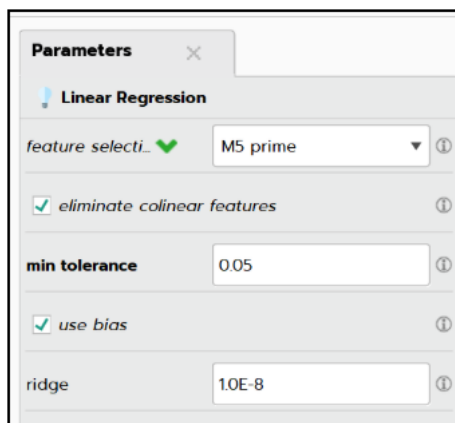 Parameters
Linear Regression
feature selecti... M5 prime
eliminate colinear features
min tolerance 0.05
use bias
ridge 1.0E-8